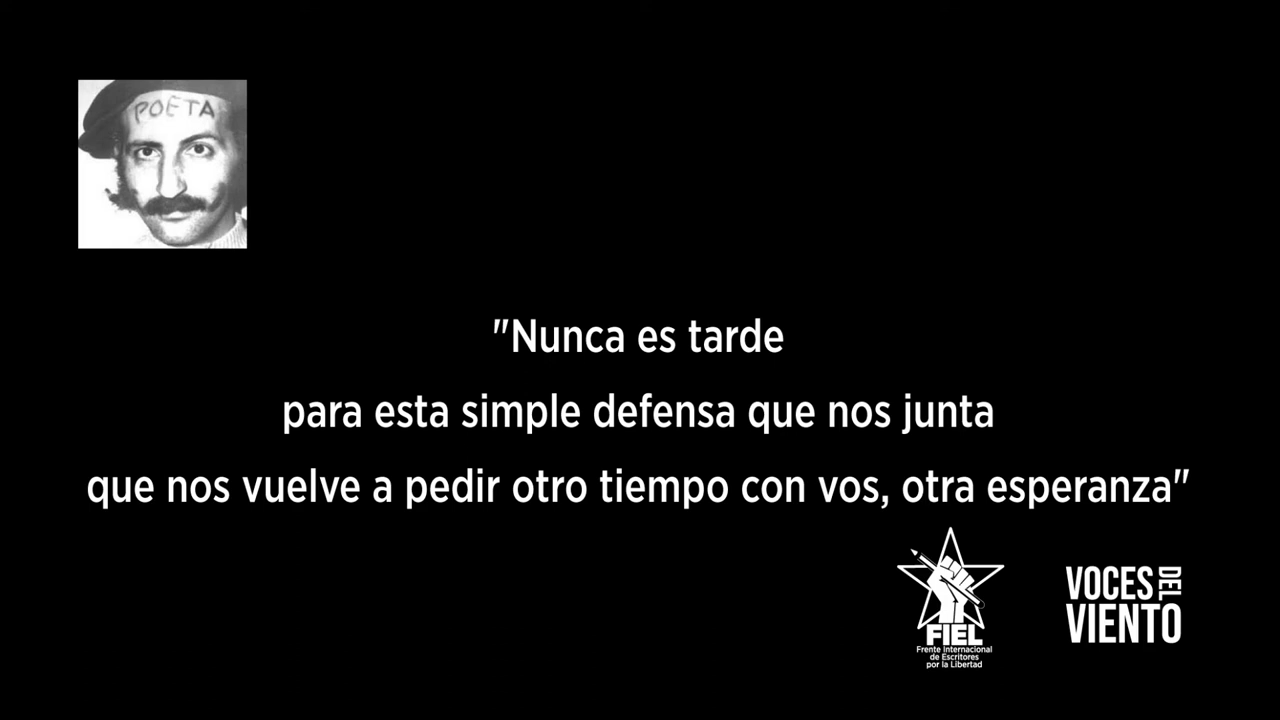 POETA
"Nunca es tarde
para esta simple defensa que nos junta
que nos vuelve a pedir otro tiempo con vos, otra esperanza"
FIEL
Frente Internacional
de Escritores
por la Libertad
VOCES DEL
VIENTO